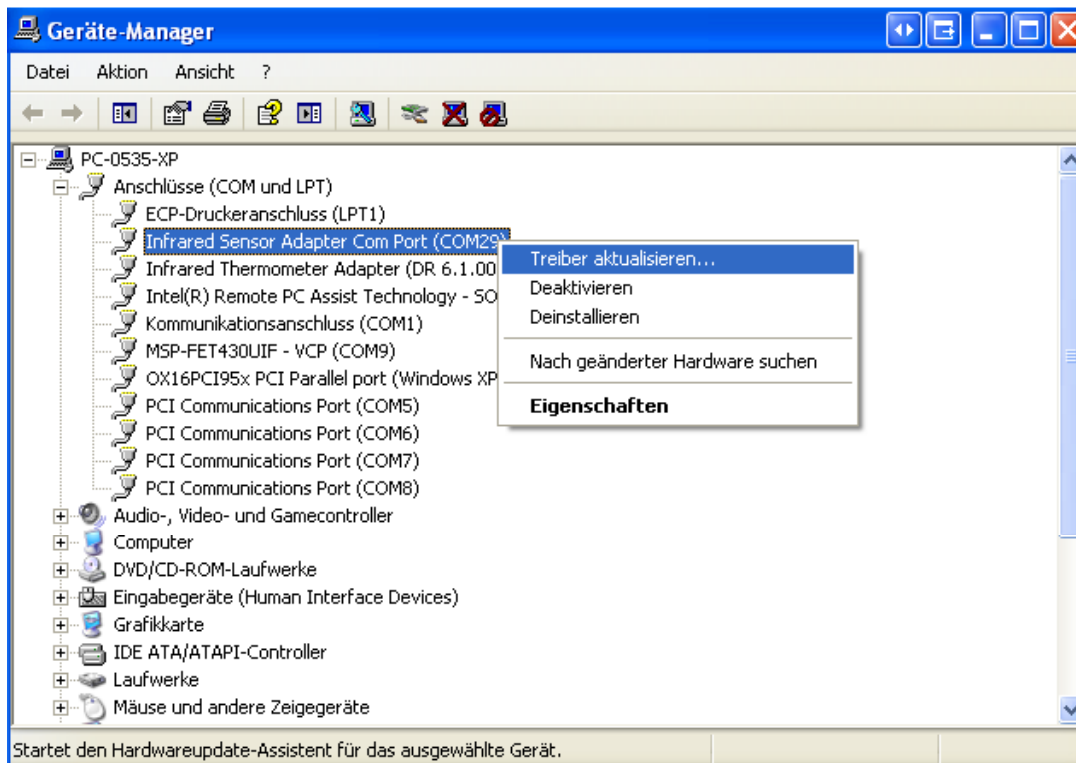 Geräte-Manager
Datei Aktion Ansicht ?
PC-0535-XP
Anschlüsse (COM und LPT)
ECP-Druckeranschluss (LPT1)
Infrared Sensor Adapter Com Port (COM29)
Infrared Thermometer Adapter (DR 6.1.00
Intel(R) Remote PC Assist Technology - SO
Kommunikationsanschluss (COM1)
MSP-FET430UIF - VCP (COM9)
OX16PCI95x PCI Parallel port (Windows XP
PCI Communications Port (COM5)
PCI Communications Port (COM6)
PCI Communications Port (COM7)
PCI Communications Port (COM8)
Audio-, Video- und Gamecontroller
Computer
DVD/CD-ROM-Laufwerke
Eingabegeräte (Human Interface Devices)
Grafikkarte
IDE ATA/ATAPI-Controller
Laufwerke
Mäuse und andere Zeigegeräte
Treiber aktualisieren...
Deaktivieren
Deinstallieren
Nach geänderter Hardware suchen
Eigenschaften
Startet den Hardwareupdate-Assistent für das ausgewählte Gerät.